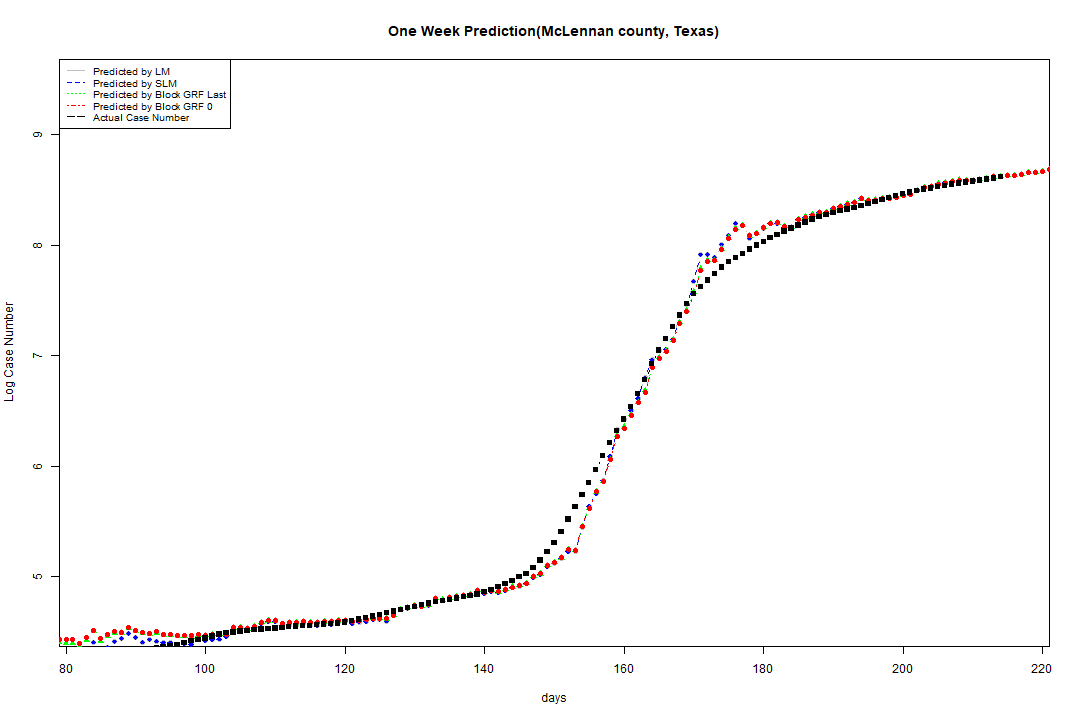 One Week Prediction(McLennan county, Texas)
Predicted by LM
Predicted by SLM
Predicted by Block GRF Last
Predicted by Block GRF 0
Actual Case Number
9
8
7
6
5
Log Case Number
80 100 120 140 160 180 200 220
days